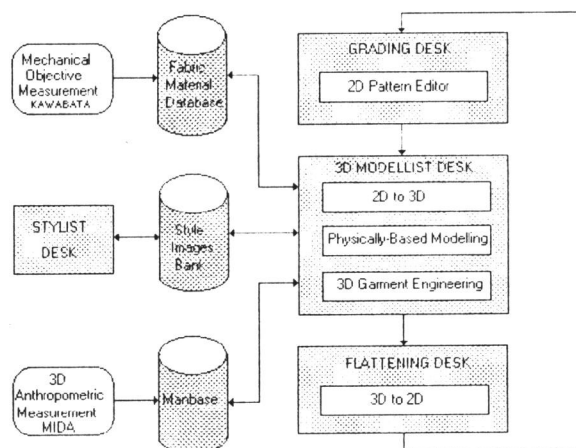 Mechanical
Objective
Measurement
KAWABATA
Fabric
Material
Database
GRADING DESK
2D Pattern Editor
STYLIST
DESK
Style
Images
Bank
3D MODELLIST DESK
2D to 3D
Physically-Based Modelling
3D Garment Engineering
3D
Anthropometric
Measurement
MIDA
Manbase
FLATTENING DESK
3D to 2D